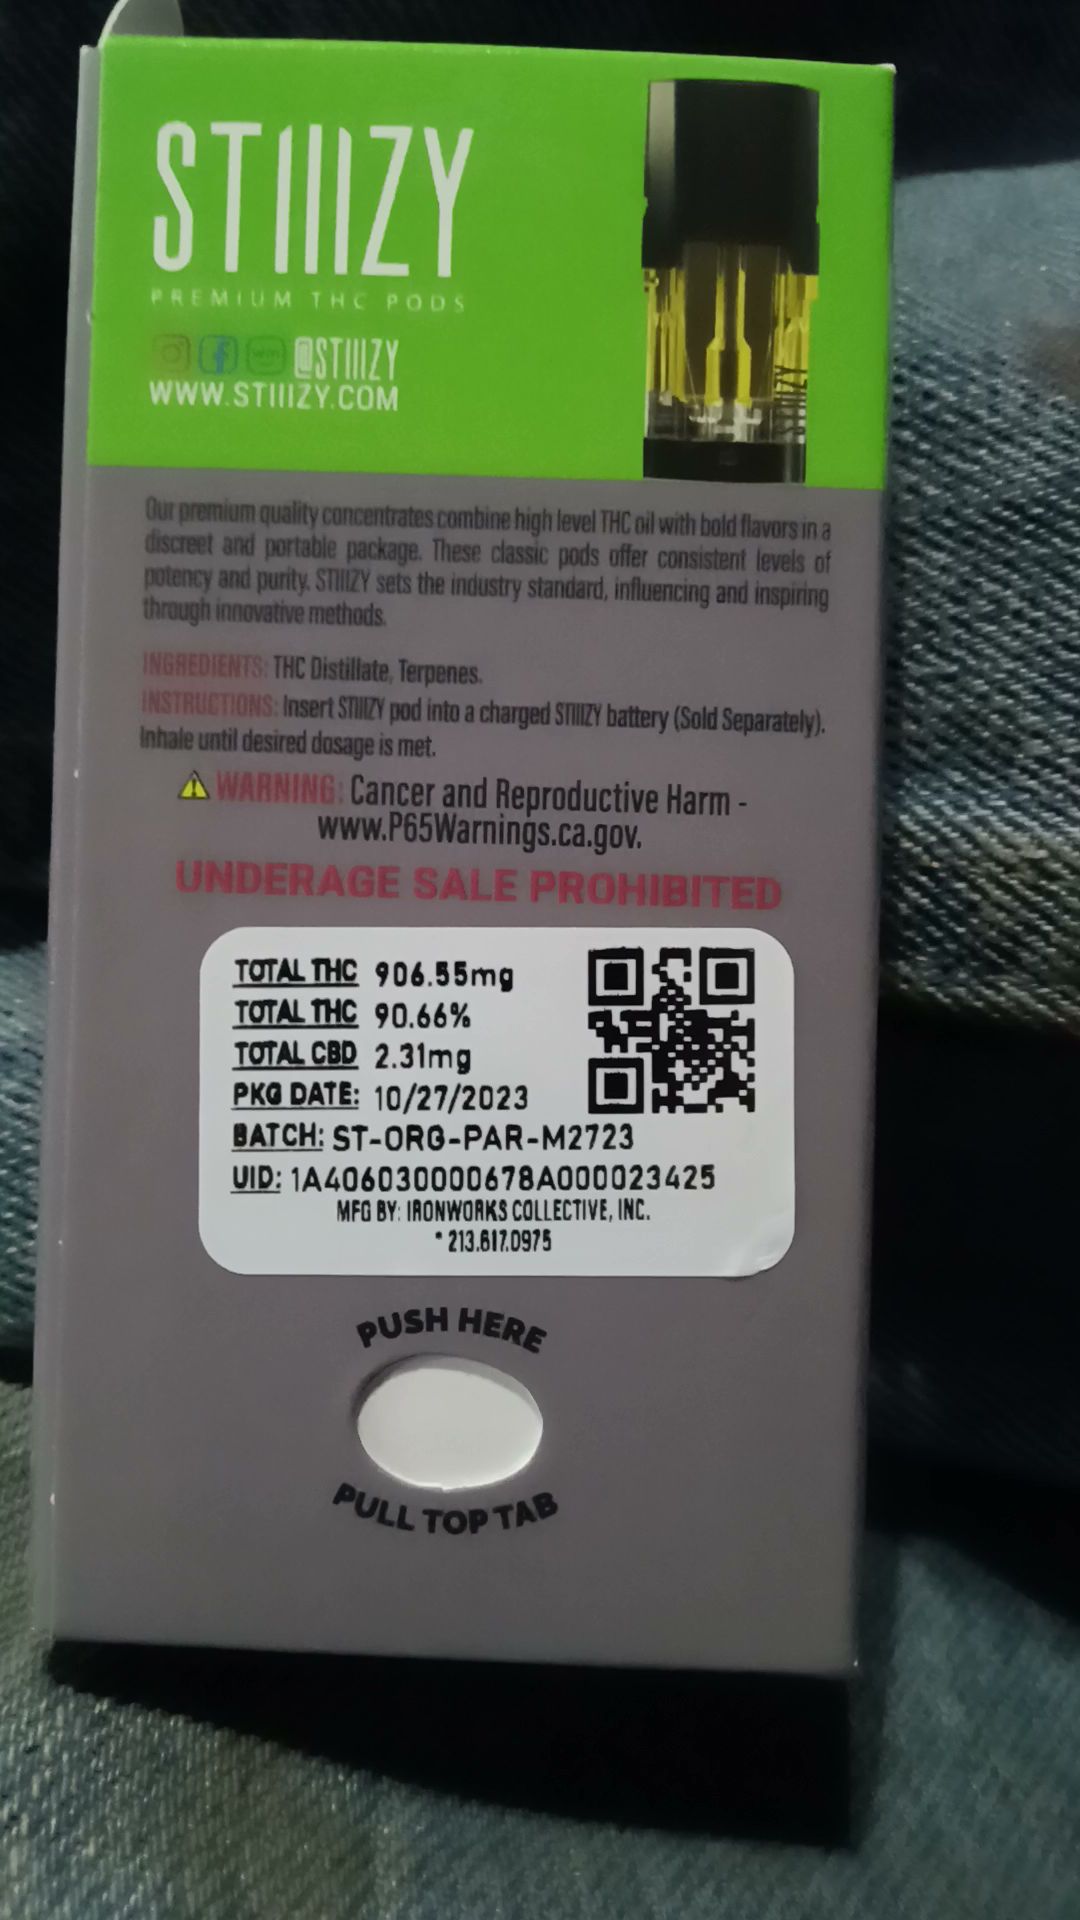 STIIIZY
PREMIUM THC PODS
@STIIIZY
WWW.STIIIZY.COM
STIIIZY
Our premium quality concentrates combine high level THC oil with bold flavors in a
discreet and portable package. These classic pods offer consistent levels of
potency and purity. STIIIZY sets the industry standard, influencing and inspiring
through innovative methods.
INGREDIENTS: THC Distillate, Terpenes.
INSTRUCTIONS: Insert STIIIZY pod into a charged STIIIZY battery (Sold Separately).
Inhale until desired dosage is met.
WARNING: Cancer and Reproductive Harm -
www.P65Warnings.ca.gov.
UNDERAGE SALE PROHIBITED
TOTAL THC 906.55mg
TOTAL THC 90.66%
TOTAL CBD 2.31mg
PKG DATE: 10/27/2023
BATCH: ST-ORG-PAR-M2723
UID: 1A406030000678A000023425
MFG BY: IRONWORKS COLLECTIVE, INC.
* 213.617.0975
PUSH HERE
PULL TOP TAB